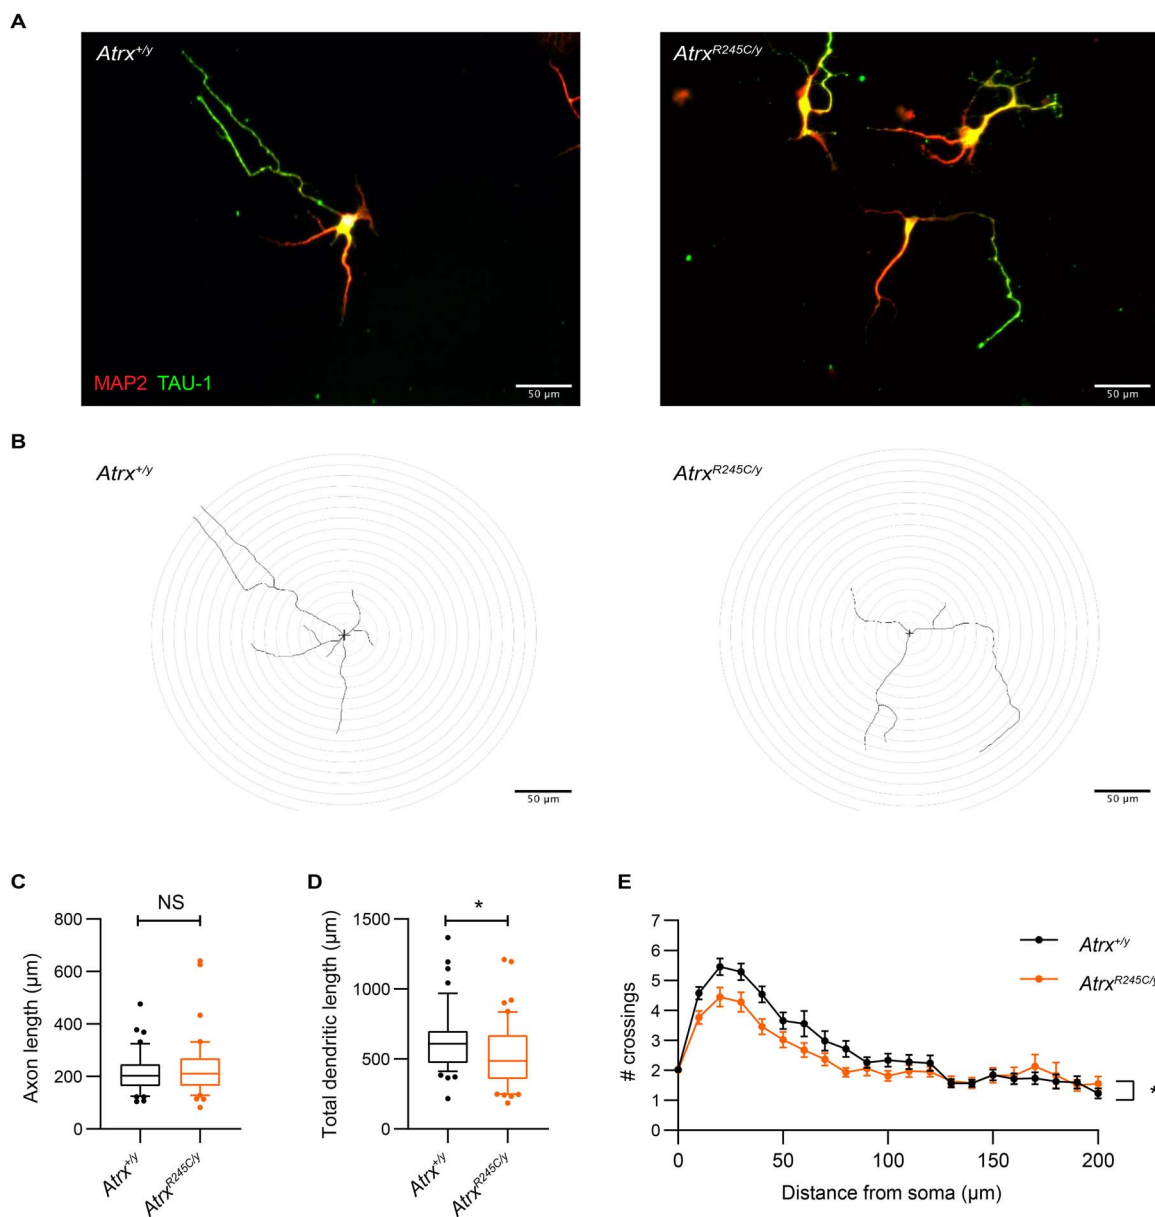 A
Atrx+/y
AtrxR245C/y
MAP2 TAU-1
50 µm
50 µm
B
Atrx+/y
AtrxR245C/y
50 µm
50 µm
C
NS
Axon length (µm)
800
600
400
200
0
Atrx+/y
AtrxR245C/y
D
*
Total dendritic length (µm)
1500
1000
500
0
Atrx+/y
AtrxR245C/y
E
# crossings
7
6
5
4
3
2
1
0
0 50 100 150 200
Distance from soma (µm)
Atrx+/y
AtrxR245C/y
*